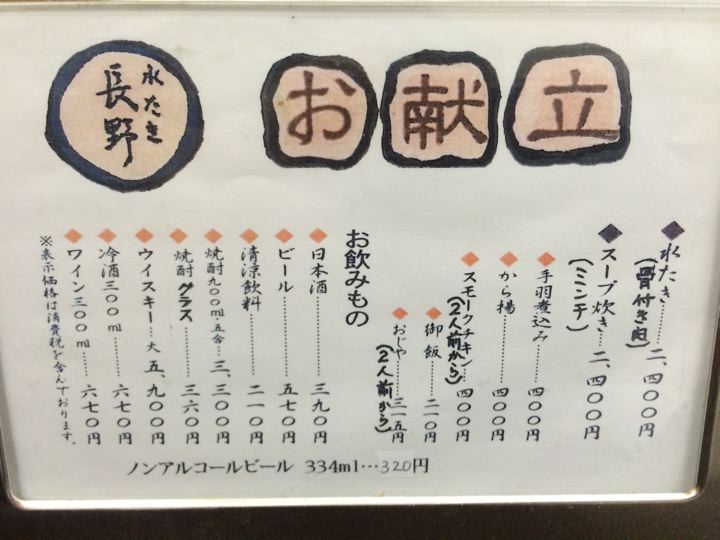 水たき
長野
お献立
水たき……二、四〇〇円
(骨付き肉)
スープ炊き…二、四〇〇円
(ミンチ)
手羽煮込み……四〇〇円
から揚……四〇〇円
スモークチキン…四〇〇円
(2人前から)
御飯……二一〇円
おじや……三一五円
(2人前から)
お飲みもの
日本酒……三九〇円
ビール……五七〇円
清涼飲料……二一〇円
焼酎九〇〇ml・五合…三、三〇〇円
焼酎グラス……三六〇円
ウイスキー…大 五、九〇〇円
冷酒三〇〇ml……六七〇円
ワイン三〇〇ml……六七〇円
※表示価格は消費税を含んでおります。
ノンアルコールビール 334ml…320円